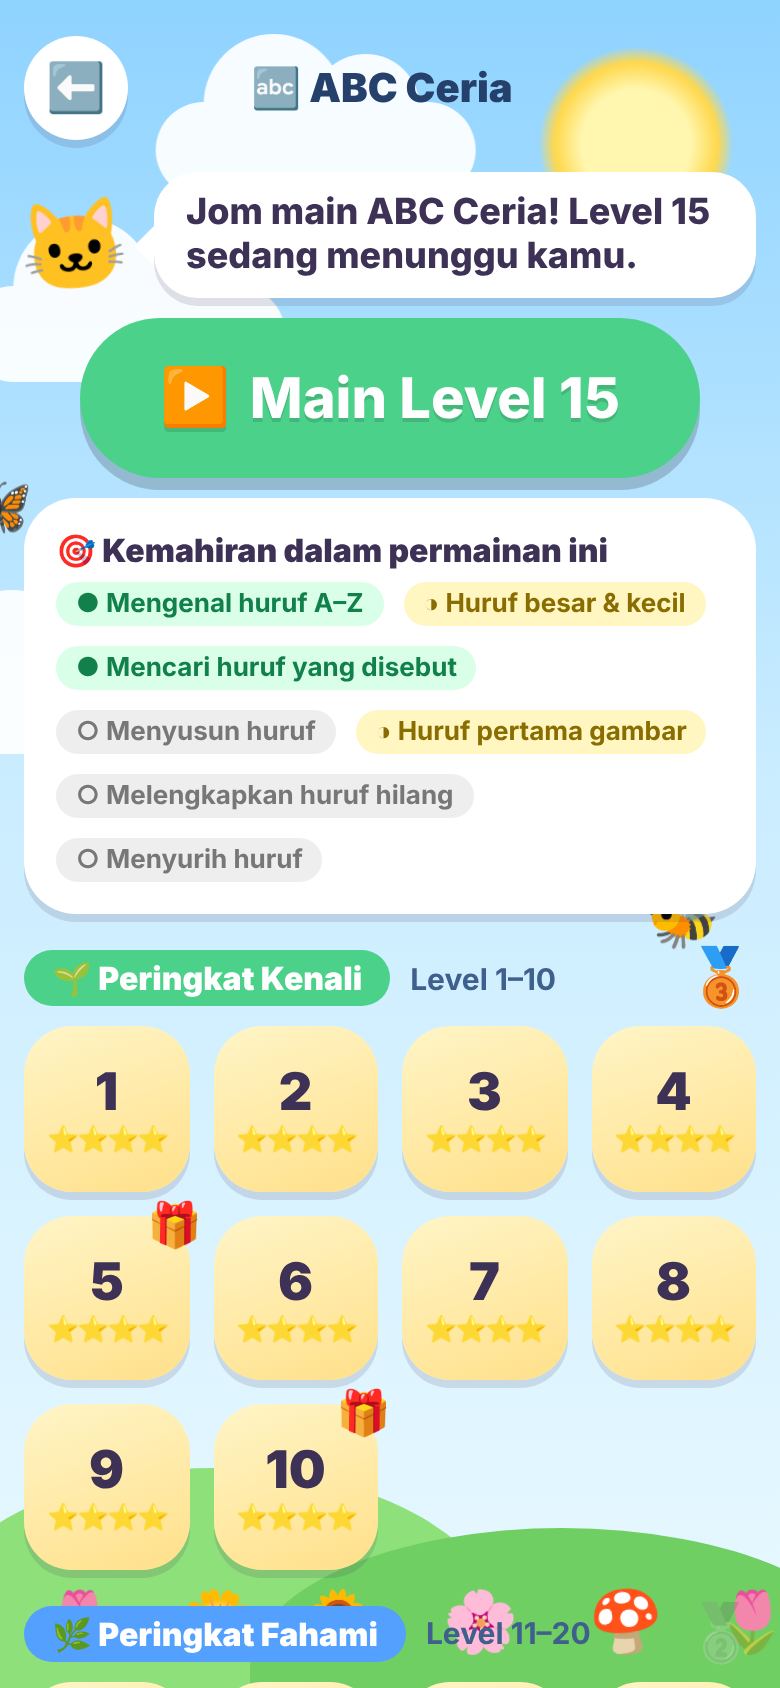 ABC Ceria
Jom main ABC Ceria! Level 15
sedang menunggu kamu.
Main Level 15
Kemahiran dalam permainan ini
Mengenal huruf A–Z
Huruf besar & kecil
Mencari huruf yang disebut
Menyusun huruf
Huruf pertama gambar
Melengkapkan huruf hilang
Menyurih huruf
Peringkat Kenali
Level 1–10
1
2
3
4
5
6
7
8
9
10
Peringkat Fahami
Level 11–20